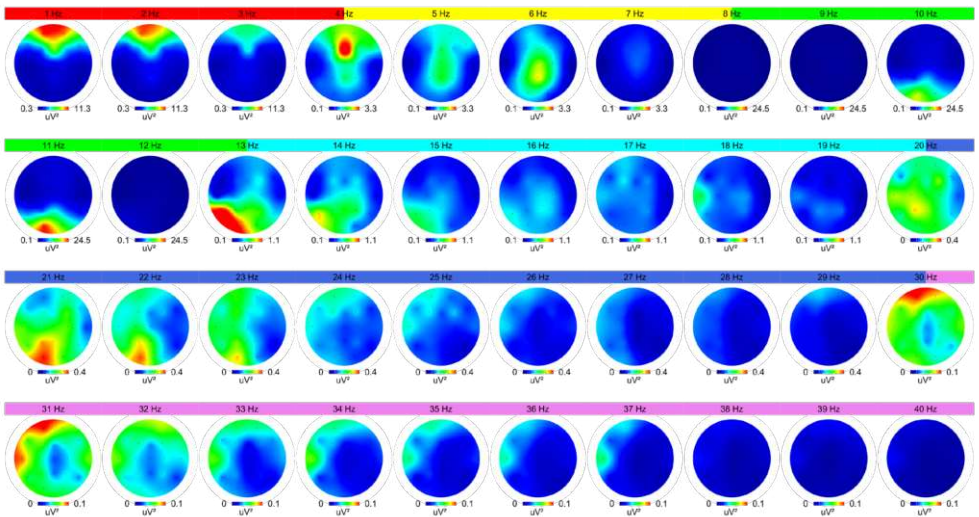 1 Hz 2 Hz 3 Hz 4 Hz 5 Hz 6 Hz 7 Hz 8 Hz 9 Hz 10 Hz
0.3 11.3 0.3 11.3 0.3 11.3 0.1 3.3 0.1 3.3 0.1 3.3 0.1 3.3 0.1 24.5 0.1 24.5 0.1 24.5
uV² uV² uV² uV² uV² uV² uV² uV² uV² uV²
11 Hz 12 Hz 13 Hz 14 Hz 15 Hz 16 Hz 17 Hz 18 Hz 19 Hz 20 Hz
0.1 24.5 0.1 24.5 0.1 1.1 0.1 1.1 0.1 1.1 0.1 1.1 0.1 1.1 0.1 1.1 0.1 1.1 0 0.4
uV² uV² uV² uV² uV² uV² uV² uV² uV² uV²
21 Hz 22 Hz 23 Hz 24 Hz 25 Hz 26 Hz 27 Hz 28 Hz 29 Hz 30 Hz
0 0.4 0 0.4 0 0.4 0 0.4 0 0.4 0 0.4 0 0.4 0 0.4 0 0.4 0 0.1
uV² uV² uV² uV² uV² uV² uV² uV² uV² uV²
31 Hz 32 Hz 33 Hz 34 Hz 35 Hz 36 Hz 37 Hz 38 Hz 39 Hz 40 Hz
0 0.1 0 0.1 0 0.1 0 0.1 0 0.1 0 0.1 0 0.1 0 0.1 0 0.1 0 0.1
uV² uV² uV² uV² uV² uV² uV² uV² uV² uV²